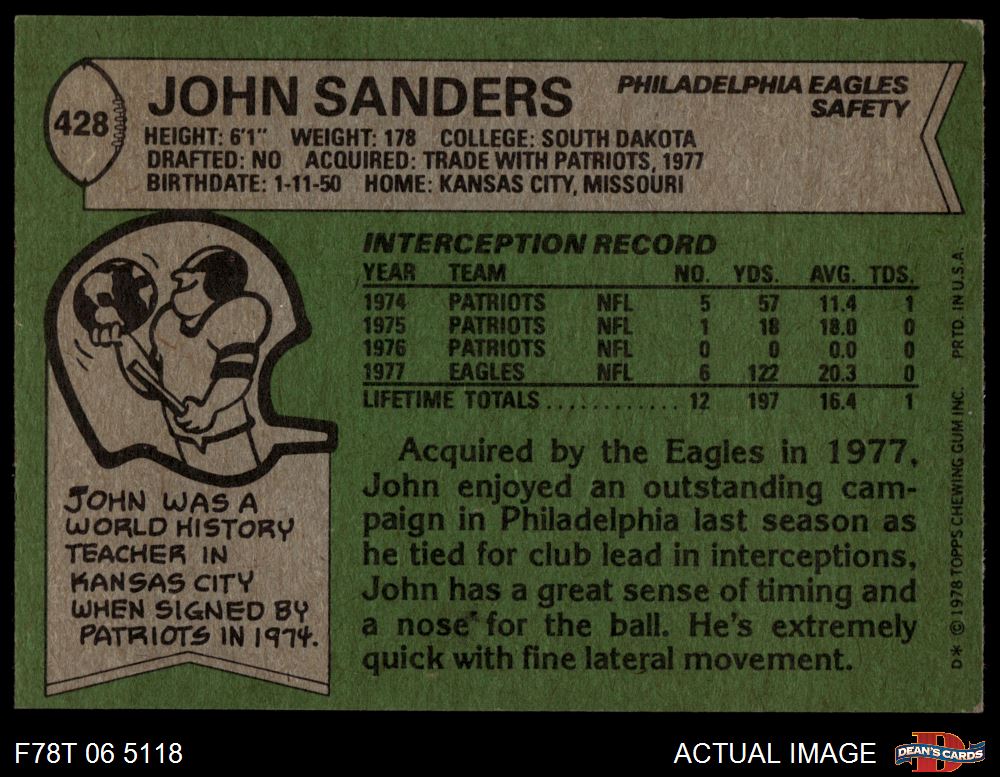 428
JOHN SANDERS
PHILADELPHIA EAGLES
SAFETY
HEIGHT: 6'1" WEIGHT: 178 COLLEGE: SOUTH DAKOTA
DRAFTED: NO ACQUIRED: TRADE WITH PATRIOTS, 1977
BIRTHDATE: 1-11-50 HOME: KANSAS CITY, MISSOURI
INTERCEPTION RECORD
YEAR TEAM NO. YDS. AVG. TDS.
1974 PATRIOTS NFL 5 57 11.4 1
1975 PATRIOTS NFL 1 18 18.0 0
1976 PATRIOTS NFL 0 0 0.0 0
1977 EAGLES NFL 6 122 20.3 0
LIFETIME TOTALS ............ 12 197 16.4 1
Acquired by the Eagles in 1977,
John enjoyed an outstanding cam-
paign in Philadelphia last season as
he tied for club lead in interceptions.
John has a great sense of timing and
a nose for the ball. He's extremely
quick with fine lateral movement.
JOHN WAS A
WORLD HISTORY
TEACHER IN
KANSAS CITY
WHEN SIGNED BY
PATRIOTS IN 1974.
D* © 1978 TOPPS CHEWING GUM INC. PRTD. IN U.S.A.
F78T 06 5118
ACTUAL IMAGE
D
DEAN'S CARDS